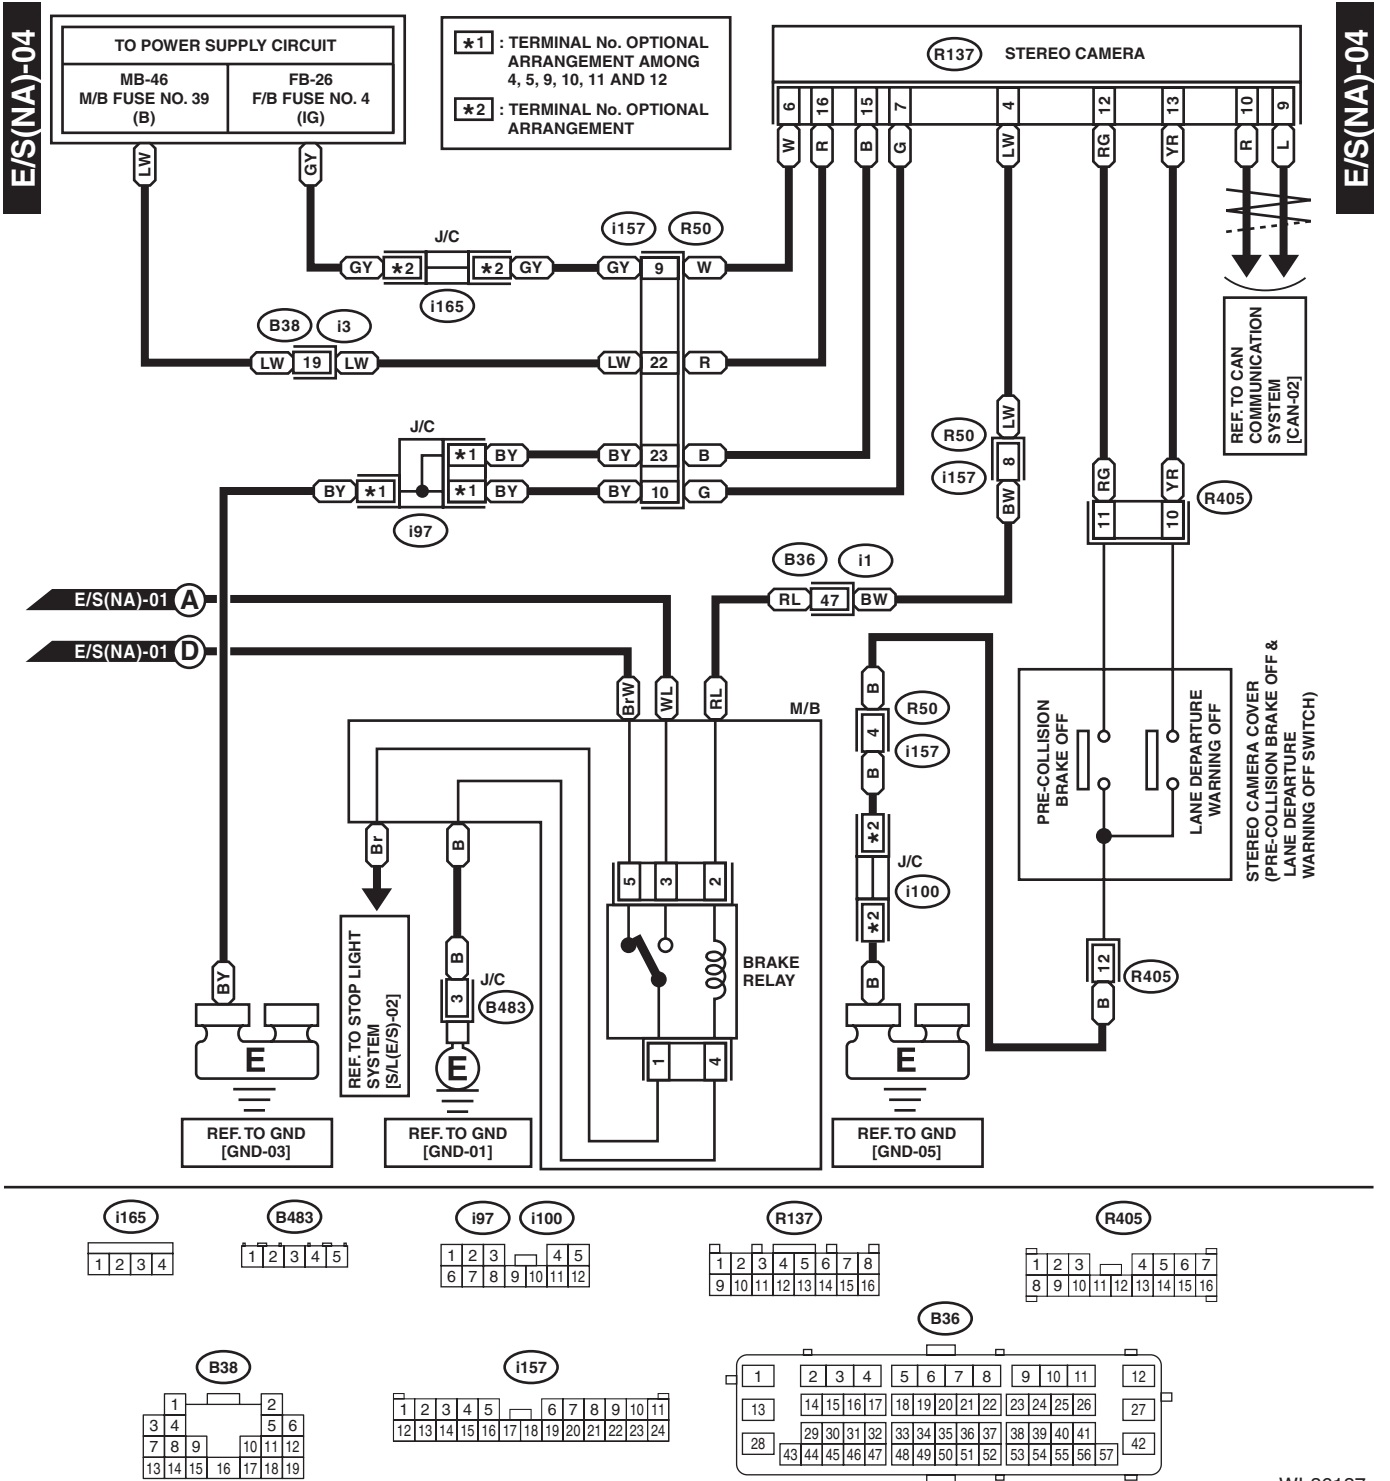 E/S(NA)-04
E/S(NA)-04
TO POWER SUPPLY CIRCUIT
MB-46
M/B FUSE NO. 39
(B)
FB-26
F/B FUSE NO. 4
(IG)
*1 : TERMINAL No. OPTIONAL
ARRANGEMENT AMONG
4, 5, 9, 10, 11 AND 12
*2 : TERMINAL No. OPTIONAL
ARRANGEMENT
R137 STEREO CAMERA
6 16 15 7 4 12 13 10 9
W R B G LW RG YR R L
LW GY
J/C
i157 R50
GY *2 *2 GY GY 9 W
i165
B38 i3
LW 19 LW LW 22 R
J/C
*1 BY BY 23 B
BY *1 *1 BY BY 10 G
i97
LW
R50
8
i157
BW
RG YR
11 10
R405
REF. TO CAN
COMMUNICATION
SYSTEM
[CAN-02]
B36 i1
RL 47 BW
E/S(NA)-01 A
E/S(NA)-01 D
BrW WL RL
M/B
B
R50
4
i157
B
*2
J/C
i100
*2
B
PRE-COLLISION
BRAKE OFF
LANE DEPARTURE
WARNING OFF
STEREO CAMERA COVER
(PRE-COLLISION BRAKE OFF &
LANE DEPARTURE
WARNING OFF SWITCH)
12
R405
B
Br B
5 3 2
BRAKE
RELAY
1 4
B
J/C
3
B483
E
BY
E
E
REF. TO STOP LIGHT
SYSTEM
[S/L(E/S)-02]
REF. TO GND
[GND-03]
REF. TO GND
[GND-01]
REF. TO GND
[GND-05]
i165
1 2 3 4
B483
1 2 3 4 5
i97 i100
1 2 3 4 5
6 7 8 9 10 11 12
R137
1 2 3 4 5 6 7 8
9 10 11 12 13 14 15 16
R405
1 2 3 4 5 6 7
8 9 10 11 12 13 14 15 16
B38
1 2
3 4 5 6
7 8 9 10 11 12
13 14 15 16 17 18 19
i157
1 2 3 4 5 6 7 8 9 10 11
12 13 14 15 16 17 18 19 20 21 22 23 24
B36
1 2 3 4 5 6 7 8 9 10 11 12
13 14 15 16 17 18 19 20 21 22 23 24 25 26 27
28 29 30 31 32 33 34 35 36 37 38 39 40 41 42
43 44 45 46 47 48 49 50 51 52 53 54 55 56 57